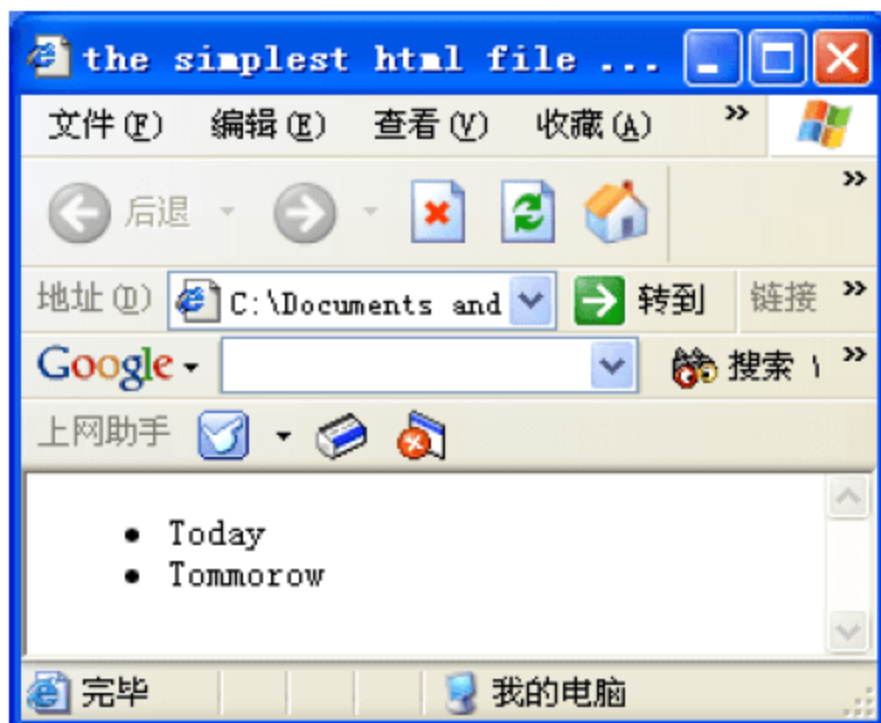 the simplest html file ...
文件(F) 编辑(E) 查看(V) 收藏(A) »
后退 »
地址(D) C:\Documents and 转到 链接 »
Google 搜索 »
上网助手
• Today
• Tommorow
完毕 我的电脑